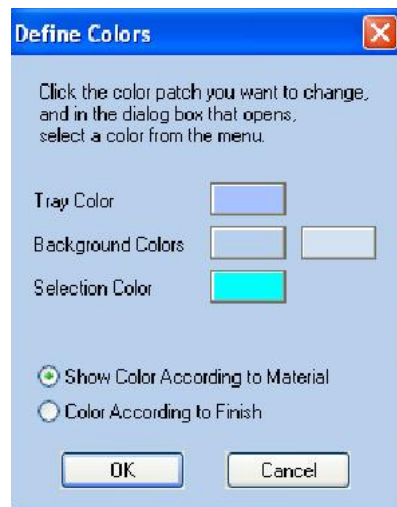 Define Colors
Click the color patch you want to change,
and in the dialog box that opens,
select a color from the menu.
Tray Color
Background Colors
Selection Color
Show Color According to Material
Color According to Finish
OK Cancel